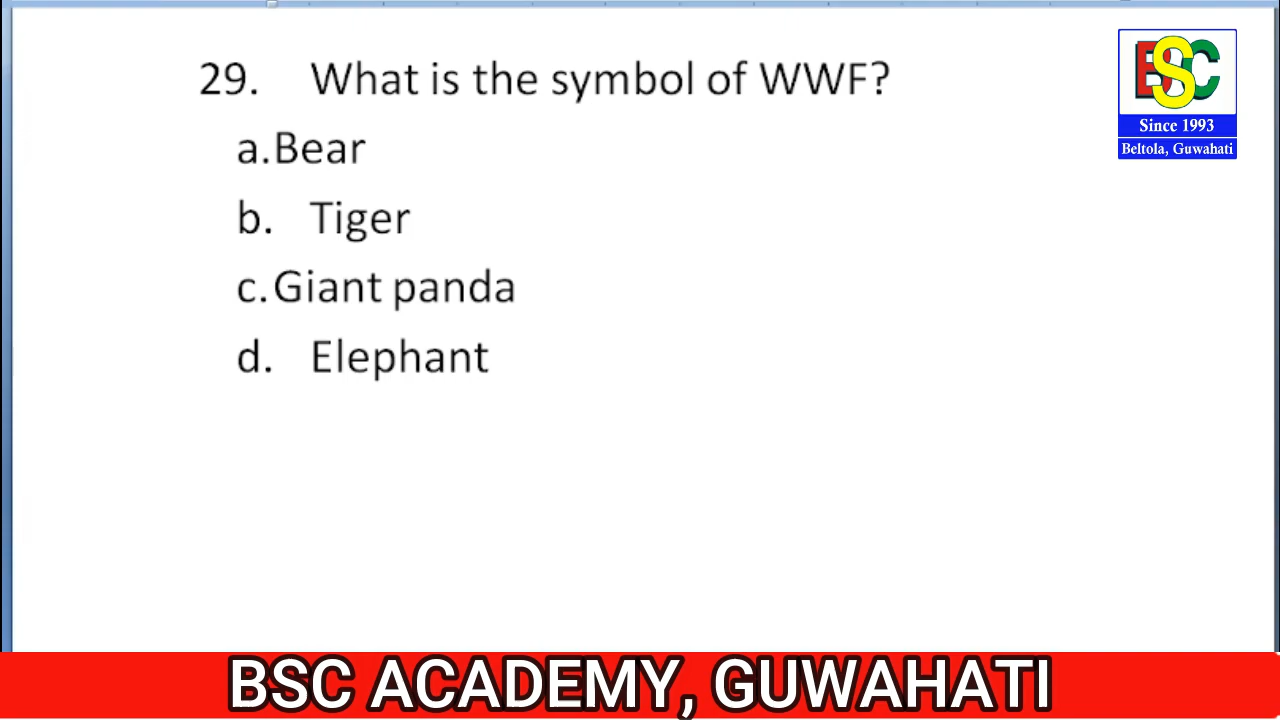 29. What is the symbol of WWF?
a. Bear
b. Tiger
c. Giant panda
d. Elephant
BSC
Since 1993
Beltola, Guwahati
BSC ACADEMY, GUWAHATI